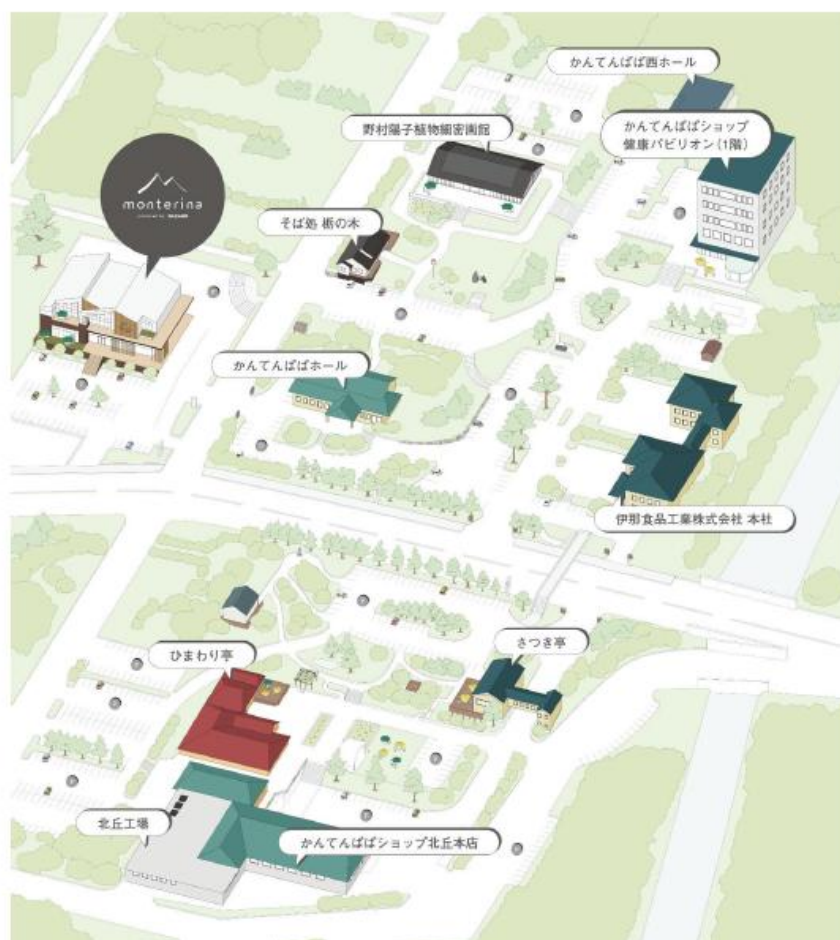 かんてんぱぱ西ホール
野村陽子植物細密画館
かんてんぱぱショップ
健康パビリオン(1階)
monterina
そば処 栃の木
かんてんぱぱホール
伊那食品工業株式会社 本社
さつき亭
ひまわり亭
北丘工場
かんてんぱぱショップ北丘本店